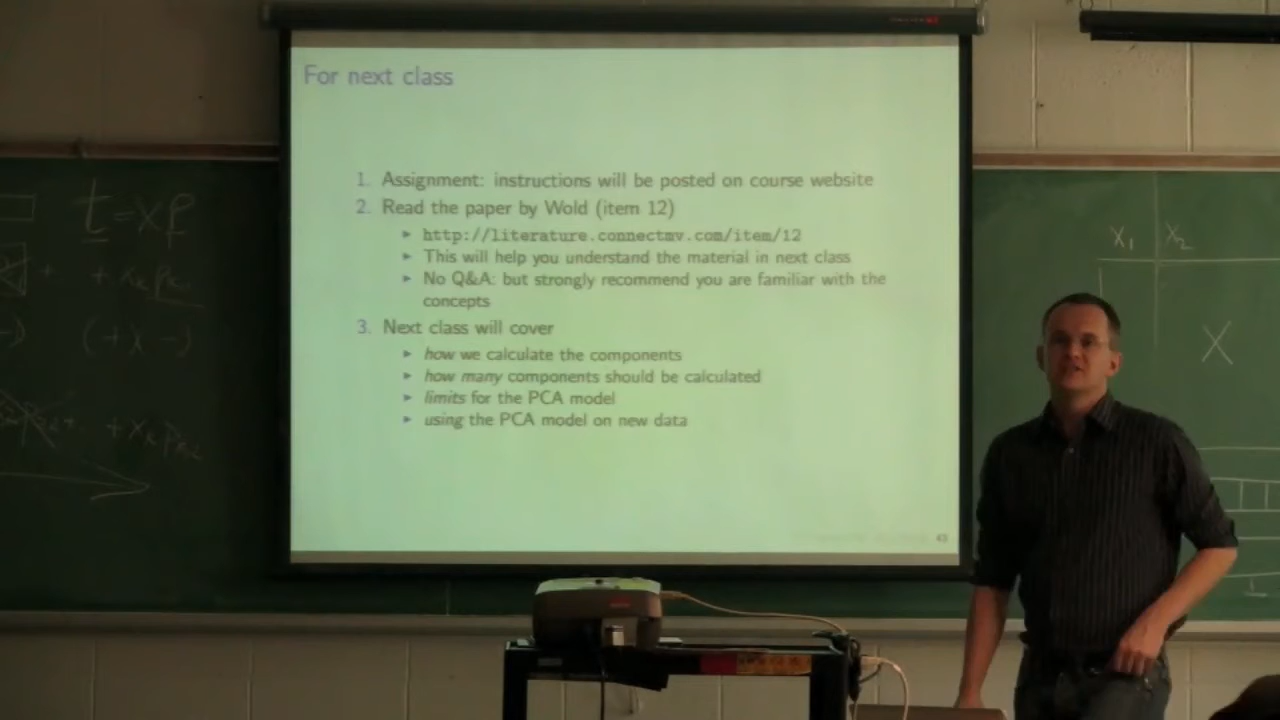 For next class
1. Assignment: instructions will be posted on course website
2. Read the paper by Wold (item 12)
http://literature.connectmv.com/item/12
This will help you understand the material in next class
No Q&A: but strongly recommend you are familiar with the
concepts
3. Next class will cover
how we calculate the components
how many components should be calculated
limits for the PCA model
using the PCA model on new data
43
t = Xp
(+ x -)
X₁ X₂
X